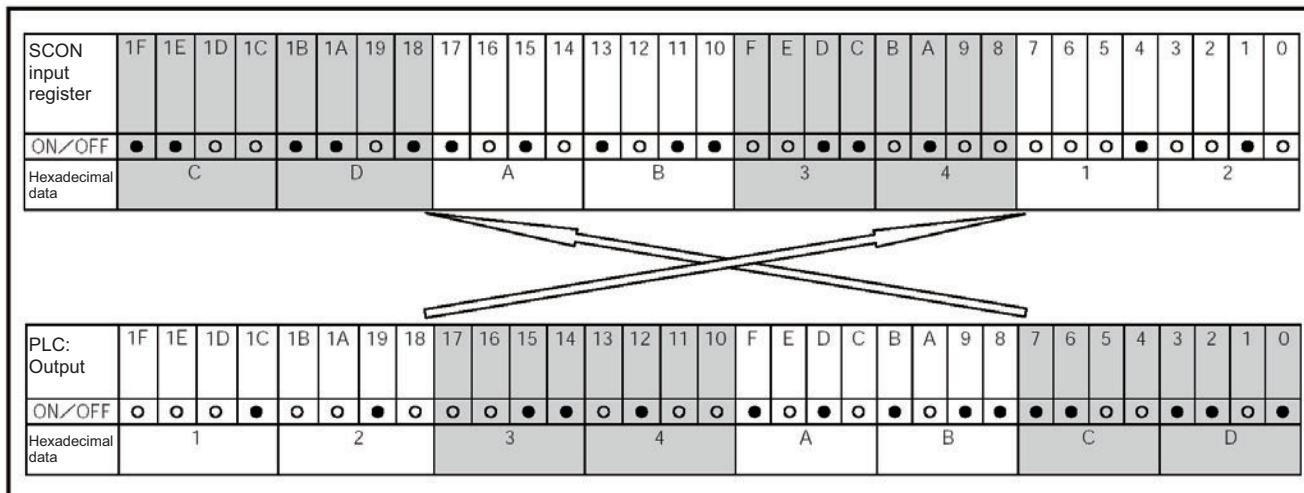 SCON input register 1F 1E 1D 1C 1B 1A 19 18 17 16 15 14 13 12 11 10 F E D C B A 9 8 7 6 5 4 3 2 1 0
ON/OFF ● ● ○ ○ ● ● ○ ● ● ○ ● ○ ● ○ ● ● ○ ○ ● ● ○ ● ○ ○ ○ ○ ○ ● ○ ○ ● ○
Hexadecimal data C D A B 3 4 1 2
PLC: Output 1F 1E 1D 1C 1B 1A 19 18 17 16 15 14 13 12 11 10 F E D C B A 9 8 7 6 5 4 3 2 1 0
ON/OFF ○ ○ ○ ● ○ ○ ● ○ ○ ○ ● ● ○ ● ○ ○ ● ○ ● ○ ● ○ ● ● ● ● ○ ○ ● ● ○ ●
Hexadecimal data 1 2 3 4 A B C D